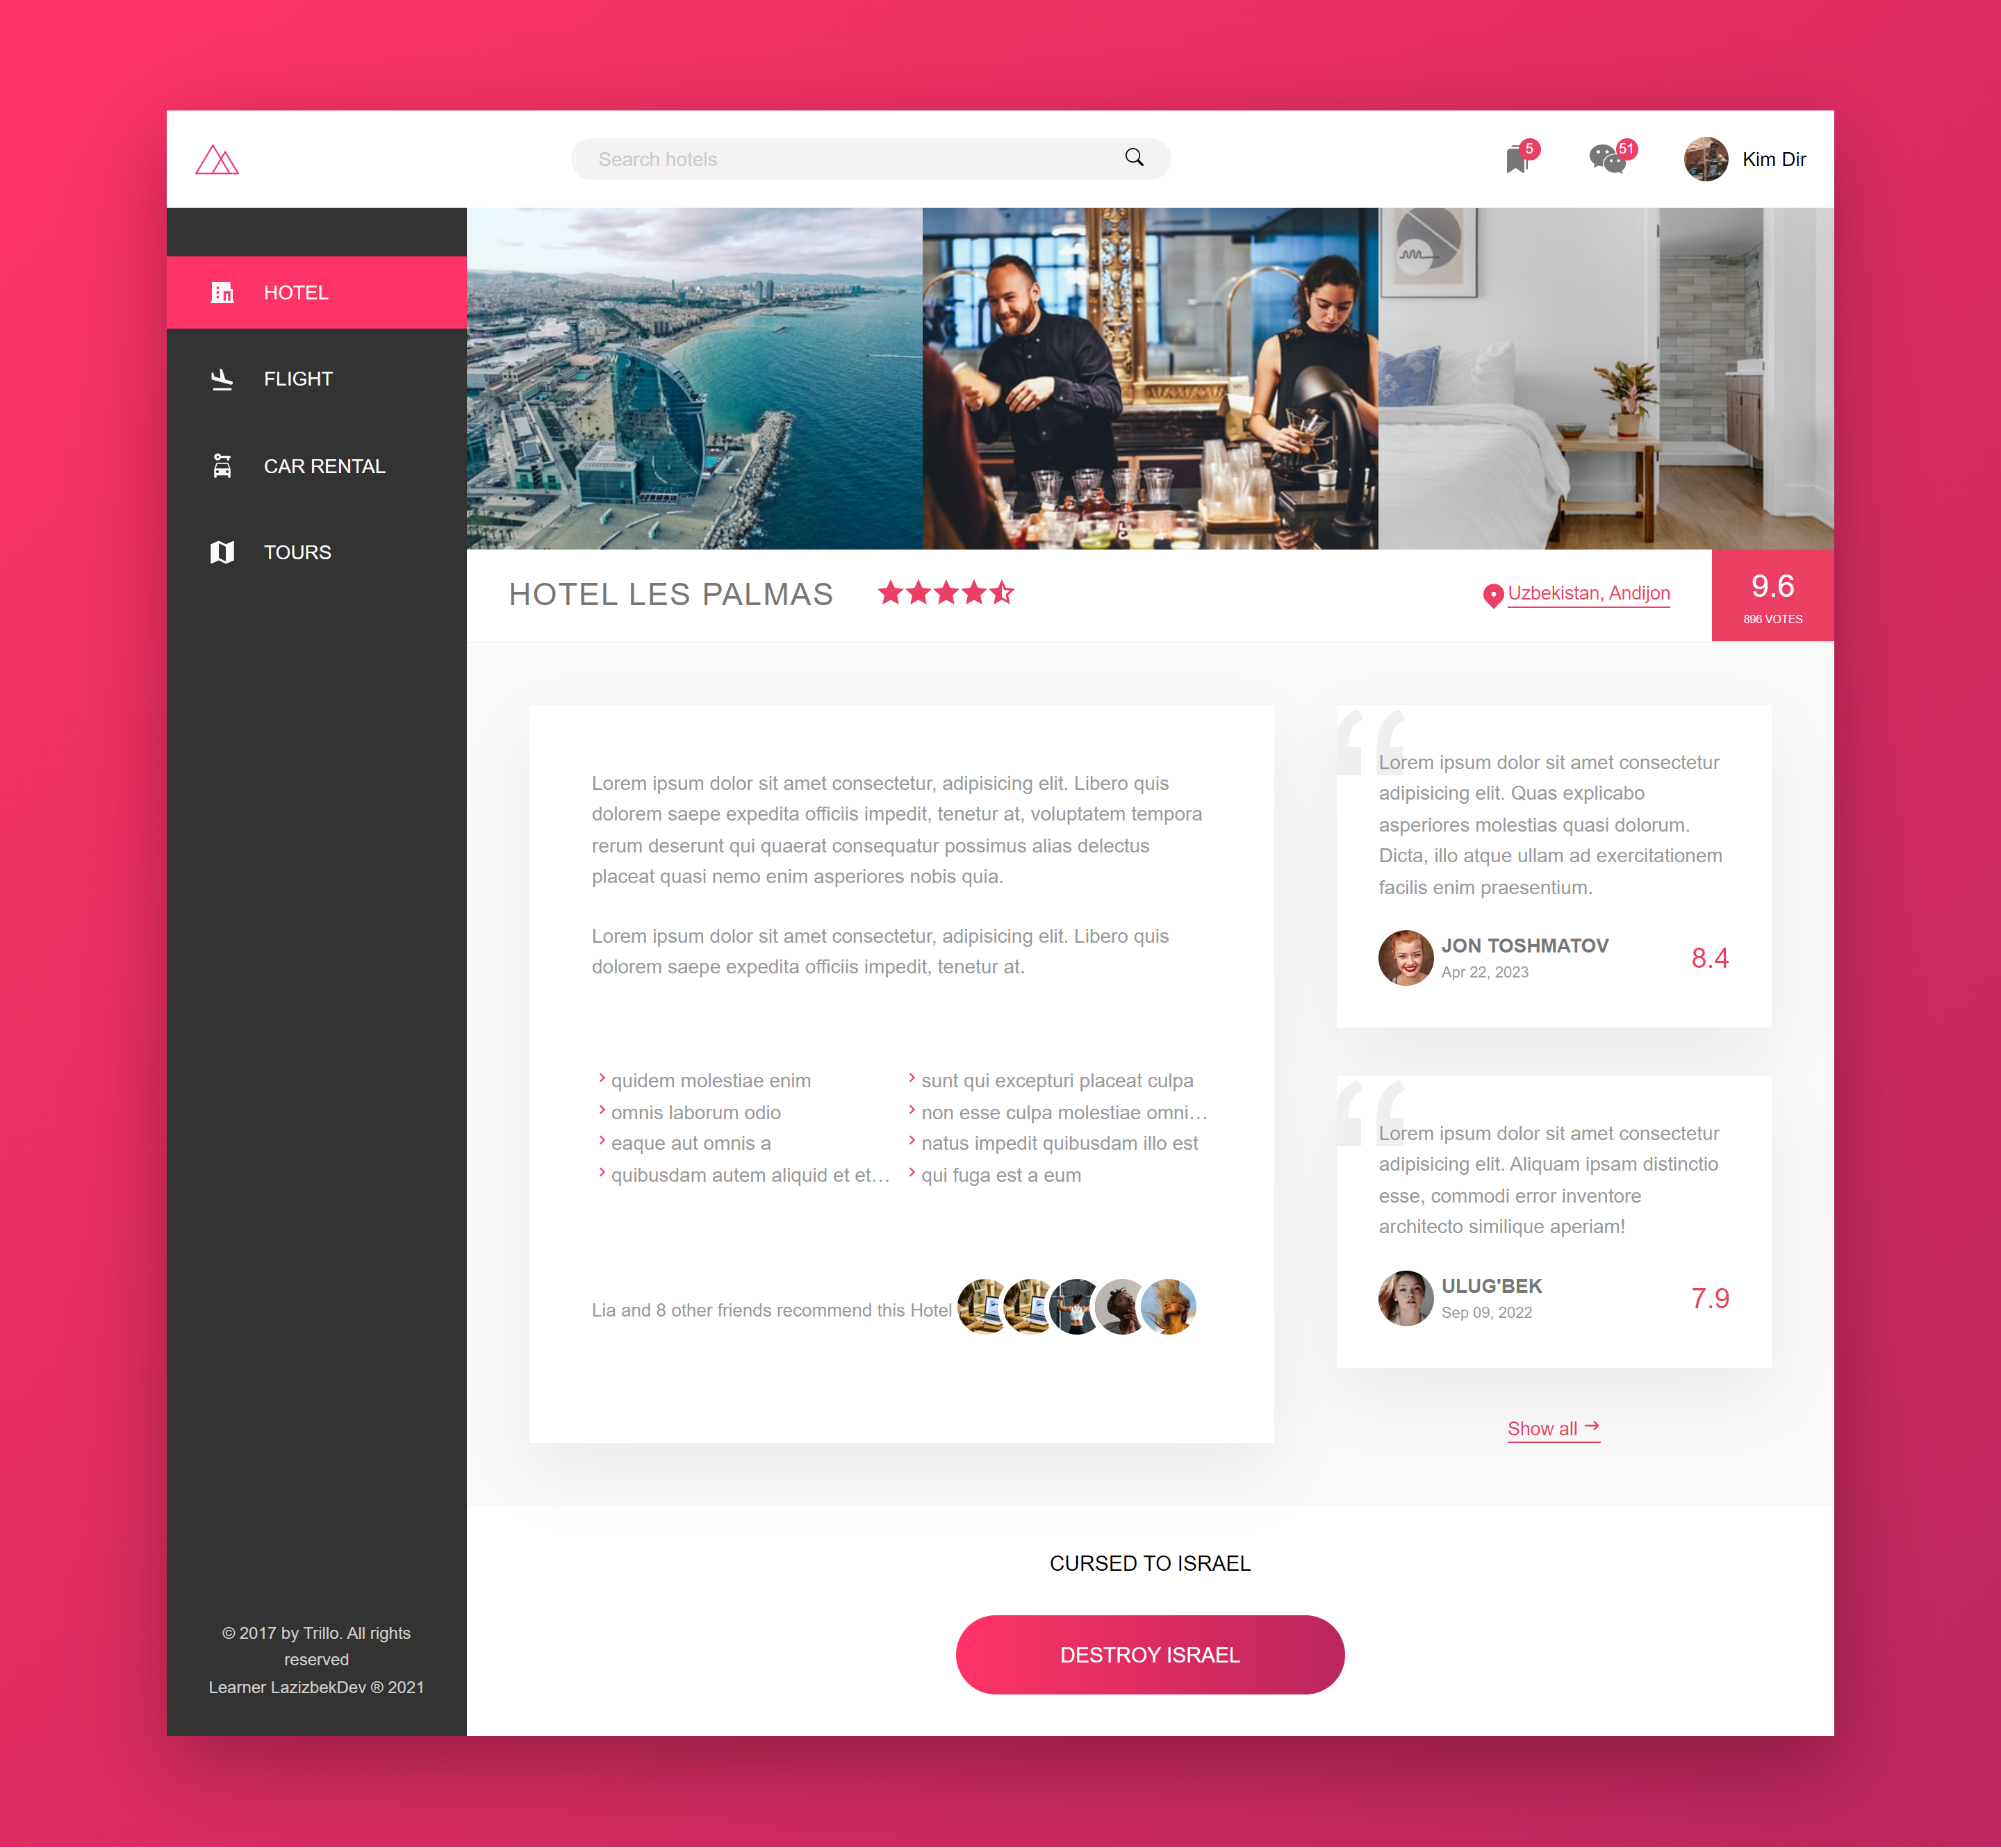 Search hotels
5
51
Kim Dir
HOTEL
FLIGHT
CAR RENTAL
TOURS
HOTEL LES PALMAS
Uzbekistan, Andijon
9.6
896 VOTES
Lorem ipsum dolor sit amet consectetur, adipisicing elit. Libero quis
dolorem saepe expedita officiis impedit, tenetur at, voluptatem tempora
rerum deserunt qui quaerat consequatur possimus alias delectus
placeat quasi nemo enim asperiores nobis quia.
Lorem ipsum dolor sit amet consectetur, adipisicing elit. Libero quis
dolorem saepe expedita officiis impedit, tenetur at.
quidem molestiae enim
omnis laborum odio
eaque aut omnis a
quibusdam autem aliquid et et…
sunt qui excepturi placeat culpa
non esse culpa molestiae omni…
natus impedit quibusdam illo est
qui fuga est a eum
Lia and 8 other friends recommend this Hotel
“
Lorem ipsum dolor sit amet consectetur
adipisicing elit. Quas explicabo
asperiores molestias quasi dolorum.
Dicta, illo atque ullam ad exercitationem
facilis enim praesentium.
JON TOSHMATOV
Apr 22, 2023
8.4
“
Lorem ipsum dolor sit amet consectetur
adipisicing elit. Aliquam ipsam distinctio
esse, commodi error inventore
architecto similique aperiam!
ULUG'BEK
Sep 09, 2022
7.9
Show all →
CURSED TO ISRAEL
DESTROY ISRAEL
© 2017 by Trillo. All rights
reserved
Learner LazizbekDev ® 2021